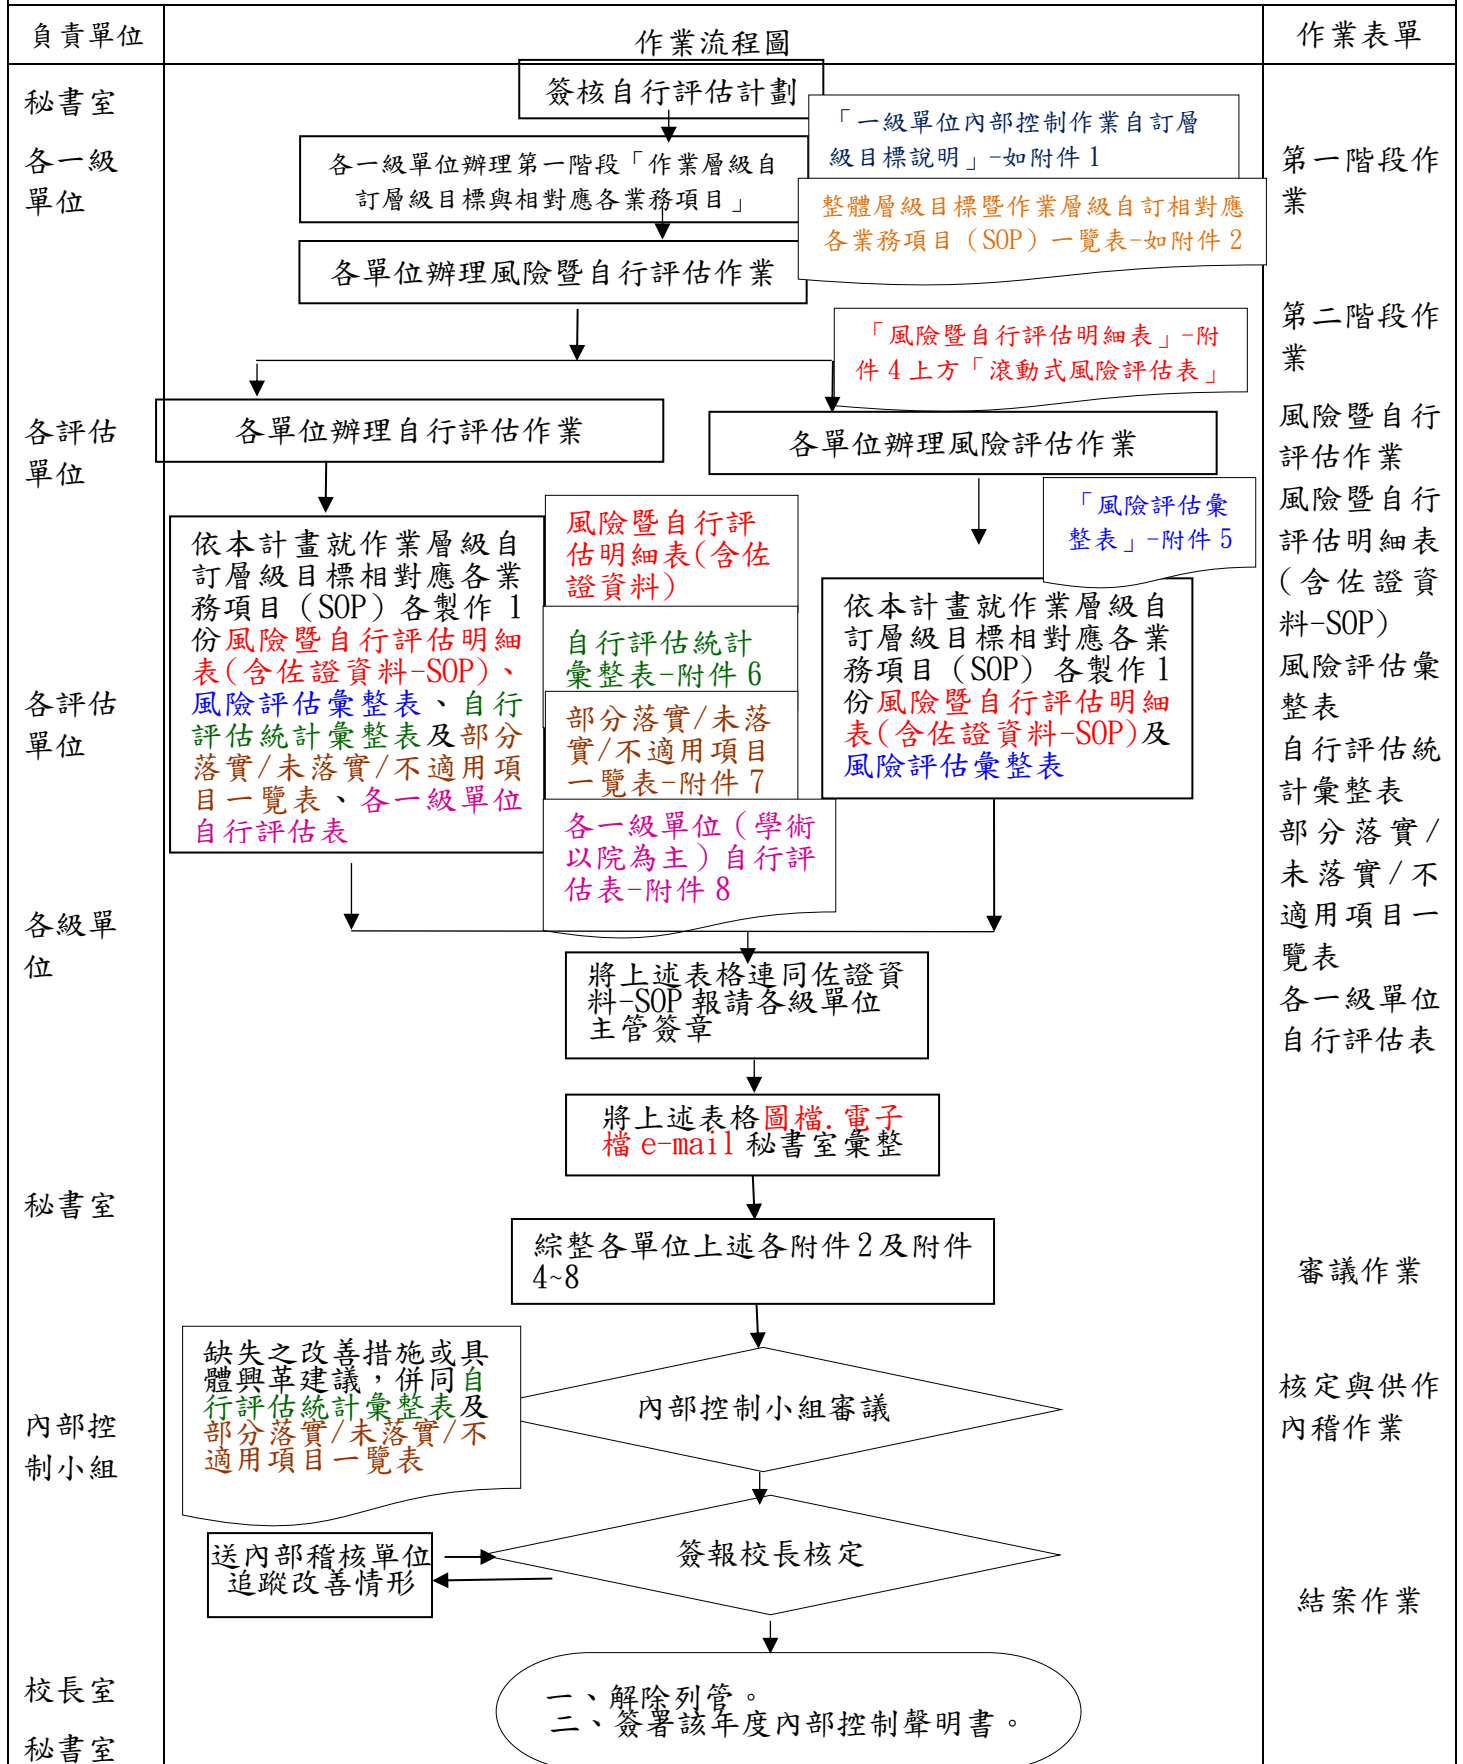 負責單位
作業流程圖
作業表單
秘書室
簽核自行評估計劃
「一級單位內部控制作業自訂層
級目標說明」-如附件 1
各一級
單位
各一級單位辦理第一階段「作業層級自
訂層級目標與相對應各業務項目」
第一階段作
業
整體層級目標暨作業層級自訂相對應
各業務項目（SOP）一覽表-如附件 2
各單位辦理風險暨自行評估作業
第二階段作
業
「風險暨自行評估明細表」-附
件 4 上方「滾動式風險評估表」
各評估
單位
各單位辦理自行評估作業
各單位辦理風險評估作業
風險暨自行
評估作業
風險暨自行
評估明細表
(含佐證資
料-SOP)
風險評估彙
整表
自行評估統
計彙整表
部分落實/
未落實/不
適用項目一
覽表
各一級單位
自行評估表
「風險評估彙
整表」-附件 5
依本計畫就作業層級自
訂層級目標相對應各業
務項目（SOP）各製作 1
份風險暨自行評估明細
表(含佐證資料-SOP)、
風險評估彙整表、自行
評估統計彙整表及部分
落實/未落實/不適用項
目一覽表、各一級單位
自行評估表
風險暨自行評
估明細表(含佐
證資料)
自行評估統計
彙整表-附件 6
部分落實/未落
實/不適用項目
一覽表-附件 7
各一級單位（學術
以院為主）自行評
估表-附件 8
依本計畫就作業層級自
訂層級目標相對應各業
務項目（SOP）各製作 1
份風險暨自行評估明細
表(含佐證資料-SOP)及
風險評估彙整表
各評估
單位
各級單
位
將上述表格連同佐證資
料-SOP 報請各級單位
主管簽章
將上述表格圖檔.電子
檔 e-mail 秘書室彙整
秘書室
綜整各單位上述各附件 2 及附件
4~8
審議作業
缺失之改善措施或具
體興革建議，併同自
行評估統計彙整表及
部分落實/未落實/不
適用項目一覽表
內部控制小組審議
內部控
制小組
核定與供作
內稽作業
送內部稽核單位
追蹤改善情形
簽報校長核定
結案作業
校長室
秘書室
一、解除列管。
二、簽署該年度內部控制聲明書。